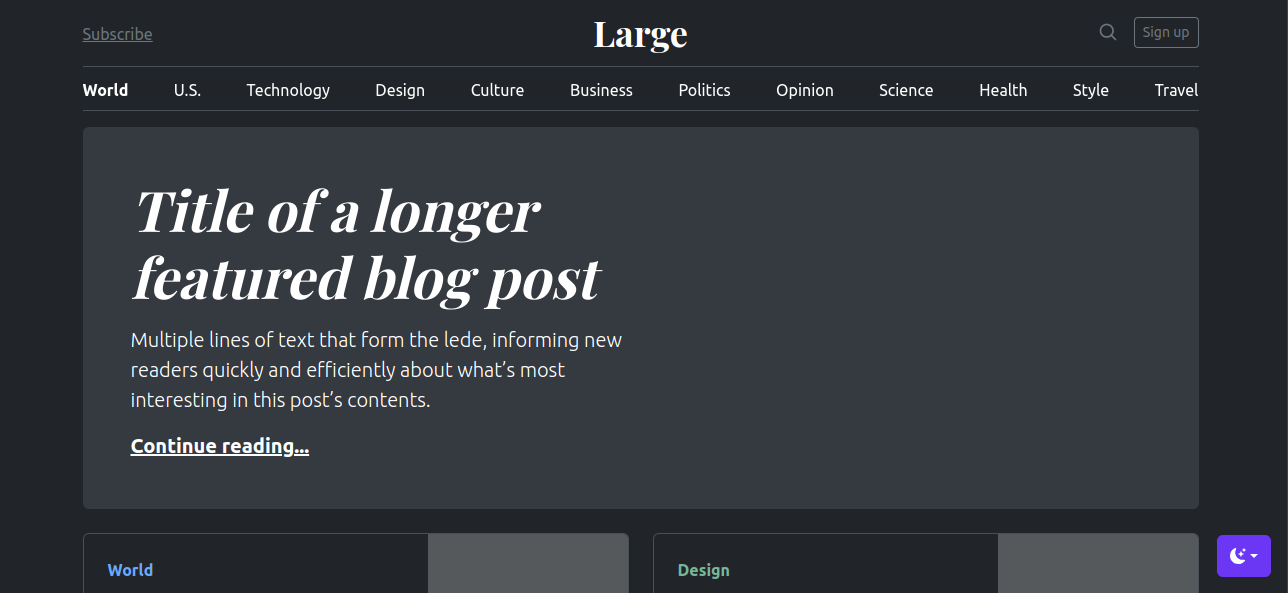 Subscribe
Large
Sign up
World U.S. Technology Design Culture Business Politics Opinion Science Health Style Travel
Title of a longer
featured blog post
Multiple lines of text that form the lede, informing new
readers quickly and efficiently about what’s most
interesting in this post’s contents.
Continue reading...
World
Design